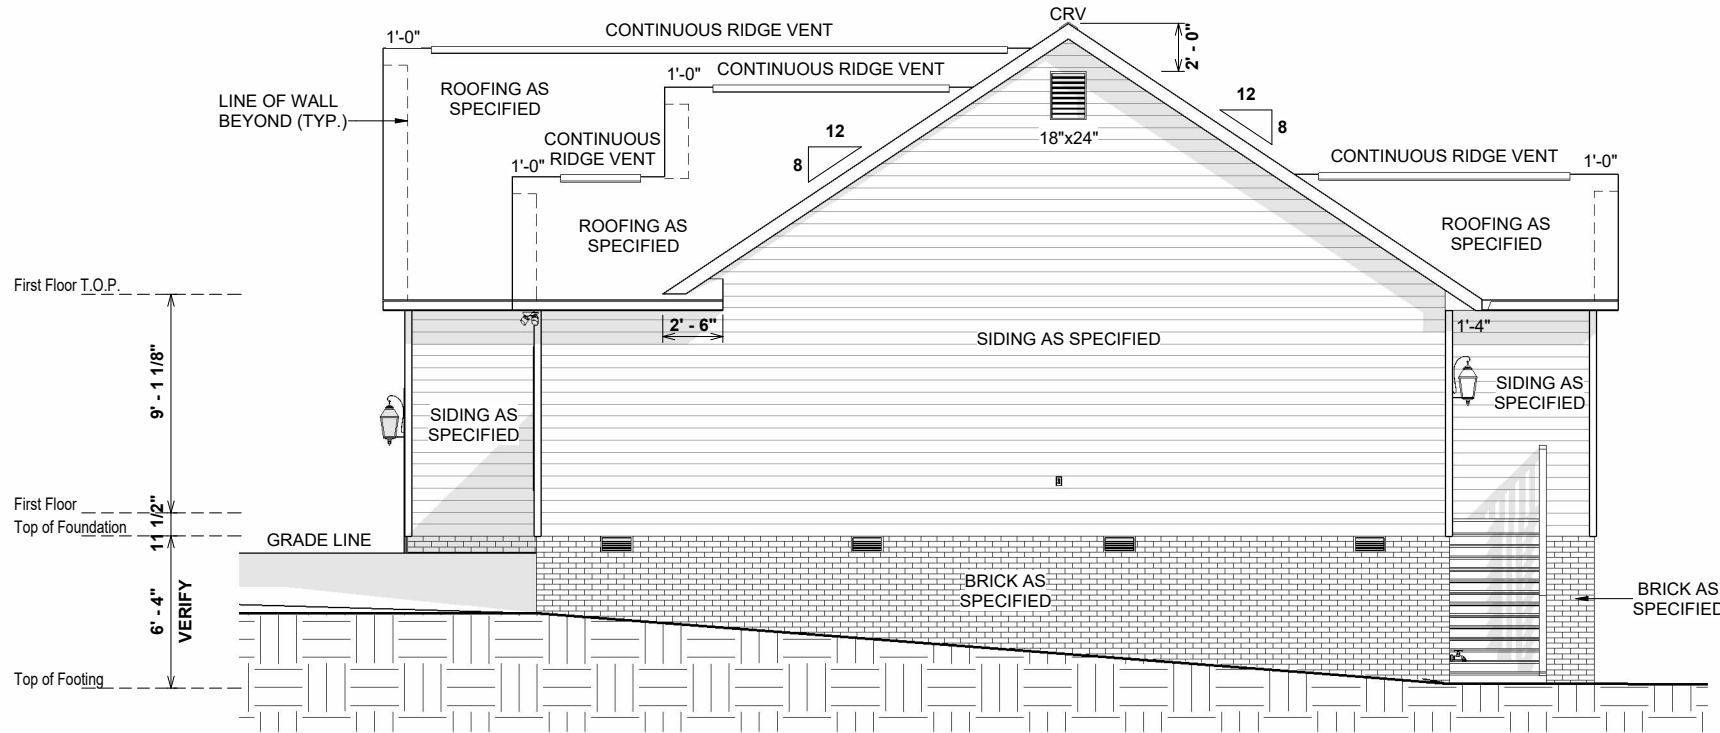 CRV
1'-0"
CONTINUOUS RIDGE VENT
2' - 0"
1'-0"
CONTINUOUS RIDGE VENT
ROOFING AS
SPECIFIED
LINE OF WALL
BEYOND (TYP.)
12
8
18"x24"
12
8
CONTINUOUS
RIDGE VENT
1'-0"
CONTINUOUS RIDGE VENT
1'-0"
ROOFING AS
SPECIFIED
ROOFING AS
SPECIFIED
First Floor T.O.P.
2' - 6"
SIDING AS SPECIFIED
1'-4"
9' - 1 1/8"
SIDING AS
SPECIFIED
SIDING AS
SPECIFIED
First Floor
11 1/2"
Top of Foundation
GRADE LINE
6' - 4"
VERIFY
BRICK AS
SPECIFIED
BRICK AS
SPECIFIED
Top of Footing